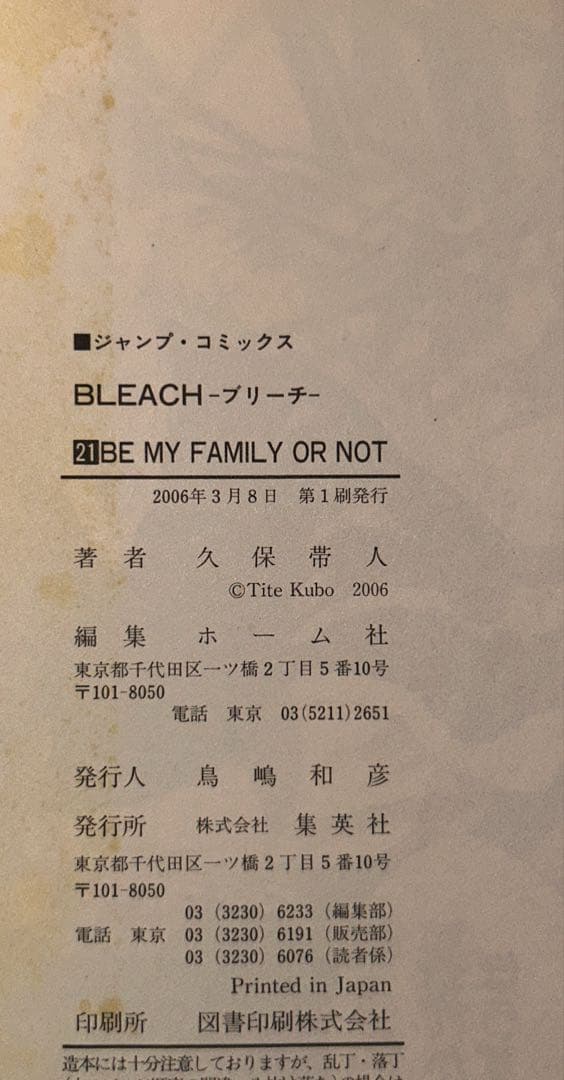 ■ジャンプ・コミックス
BLEACH-ブリーチ-
21 BE MY FAMILY OR NOT
2006年3月8日　第1刷発行
著者　久保帯人
©Tite Kubo 2006
編集　ホーム社
東京都千代田区一ツ橋2丁目5番10号
〒101-8050
電話　東京　03(5211)2651
発行人　鳥嶋和彦
発行所　株式会社　集英社
東京都千代田区一ツ橋2丁目5番10号
〒101-8050
03（3230）6233（編集部）
電話　東京　03（3230）6191（販売部）
03（3230）6076（読者係）
Printed in Japan
印刷所　図書印刷株式会社
造本には十分注意しておりますが、乱丁・落丁